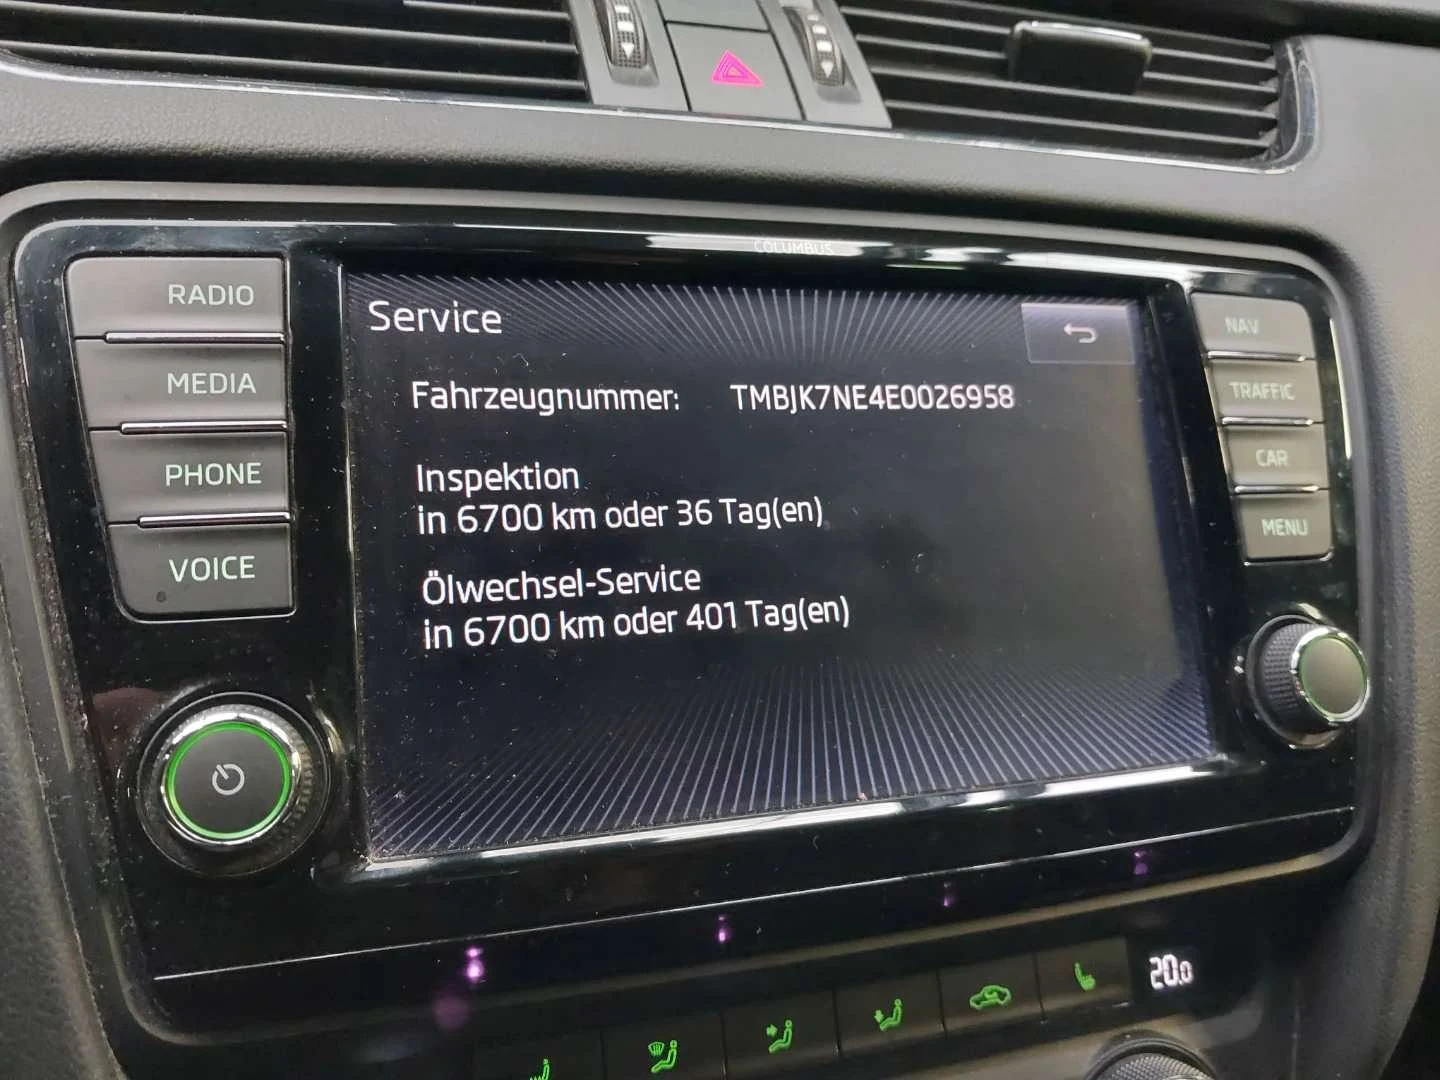 COLUMBUS
RADIO
MEDIA
PHONE
VOICE
Service
Fahrzeugnummer: TMBJK7NE4E0026958
Inspektion
in 6700 km oder 36 Tag(en)
Ölwechsel-Service
in 6700 km oder 401 Tag(en)
NAV
TRAFFIC
CAR
MENU
20.0